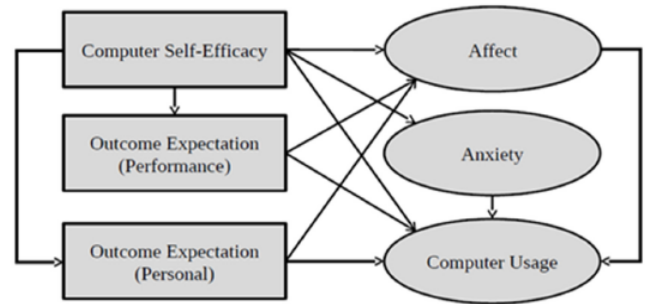 Computer Self-Efficacy
Affect
Outcome Expectation
(Performance)
Anxiety
Outcome Expectation
(Personal)
Computer Usage